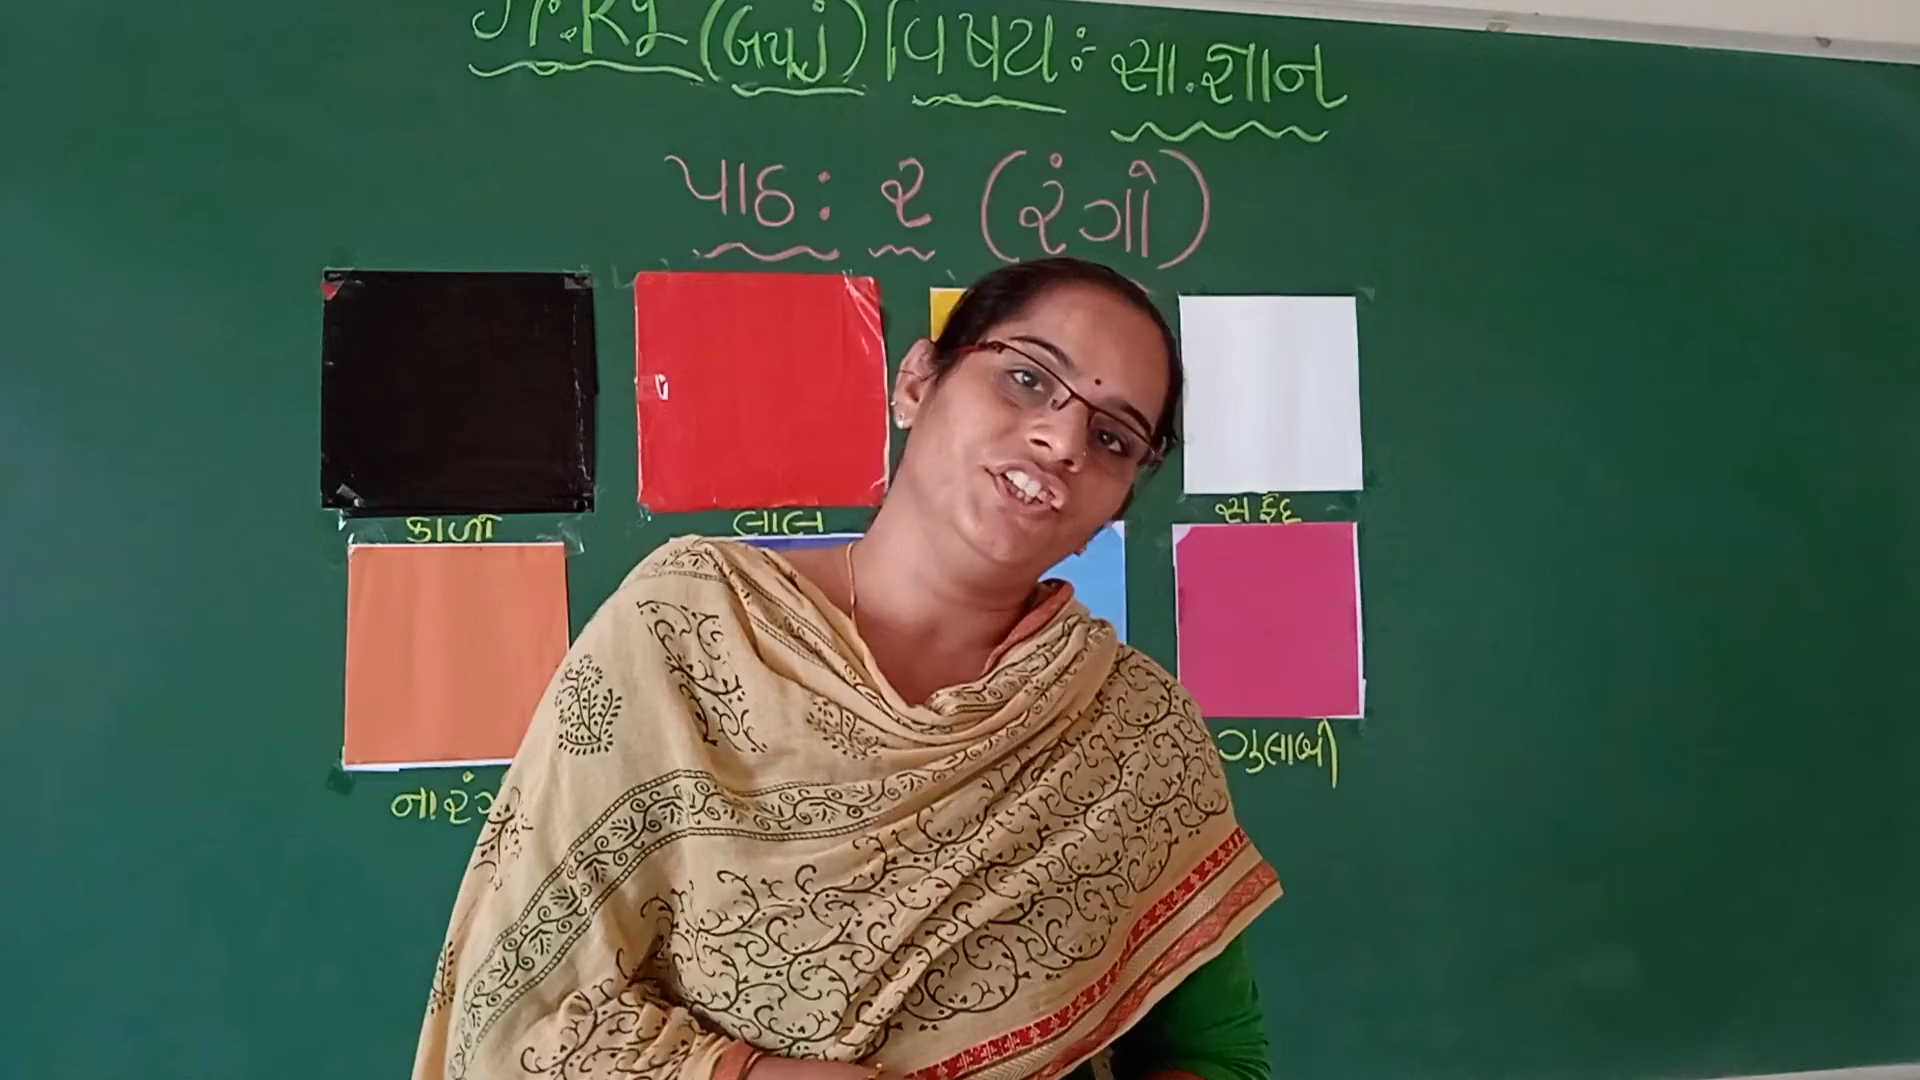 વિષય : સા.જ્ઞાન
પાઠ : ૨ (રંગો)
કાળો લાલ સફેદ
ગુલાબી